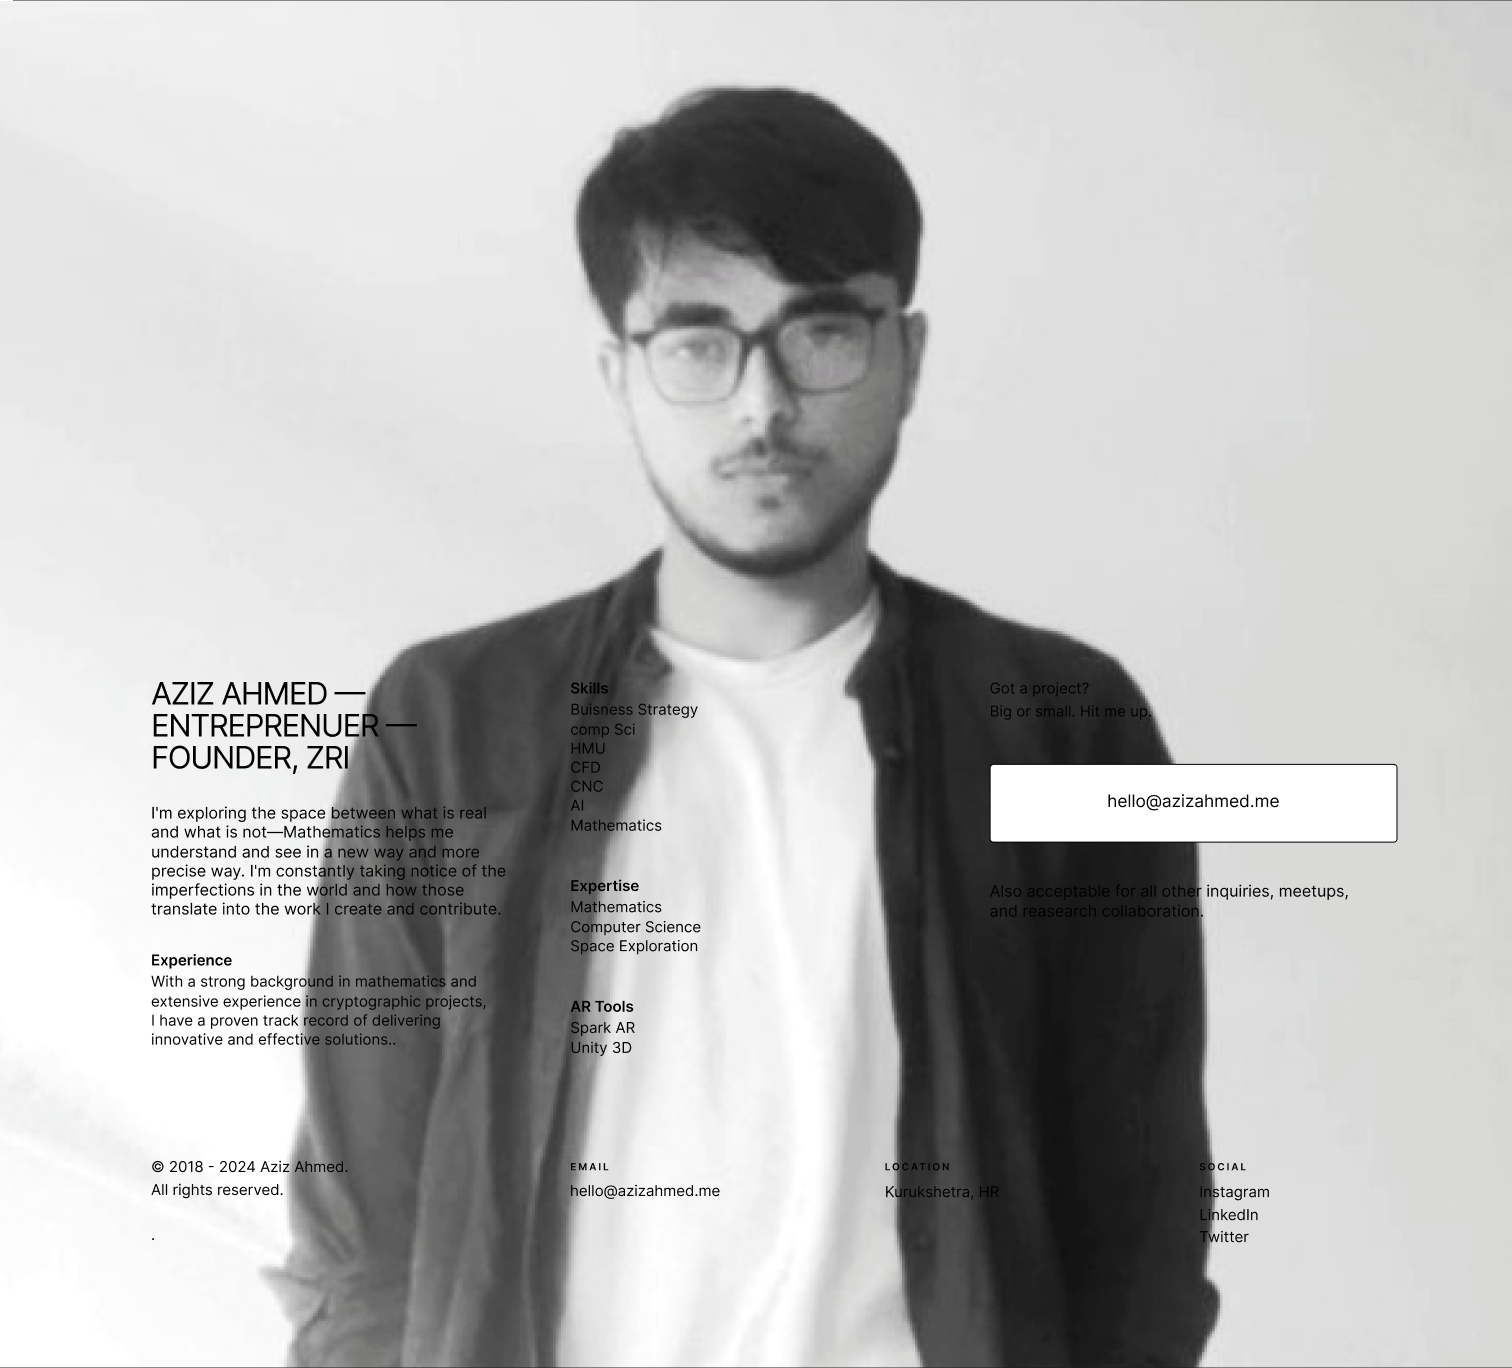 AZIZ AHMED —
ENTREPRENUER —
FOUNDER, ZRI
I'm exploring the space between what is real
and what is not—Mathematics helps me
understand and see in a new way and more
precise way. I'm constantly taking notice of the
imperfections in the world and how those
translate into the work I create and contribute.
Experience
With a strong background in mathematics and
extensive experience in cryptographic projects,
I have a proven track record of delivering
innovative and effective solutions..
Skills
Buisness Strategy
comp Sci
HMU
CFD
CNC
AI
Mathematics
Expertise
Mathematics
Computer Science
Space Exploration
AR Tools
Spark AR
Unity 3D
Got a project?
Big or small. Hit me up.
hello@azizahmed.me
Also acceptable for all other inquiries, meetups,
and reasearch collaboration.
© 2018 - 2024 Aziz Ahmed.
All rights reserved.
.
EMAIL
hello@azizahmed.me
LOCATION
Kurukshetra, HR
SOCIAL
Instagram
LinkedIn
Twitter